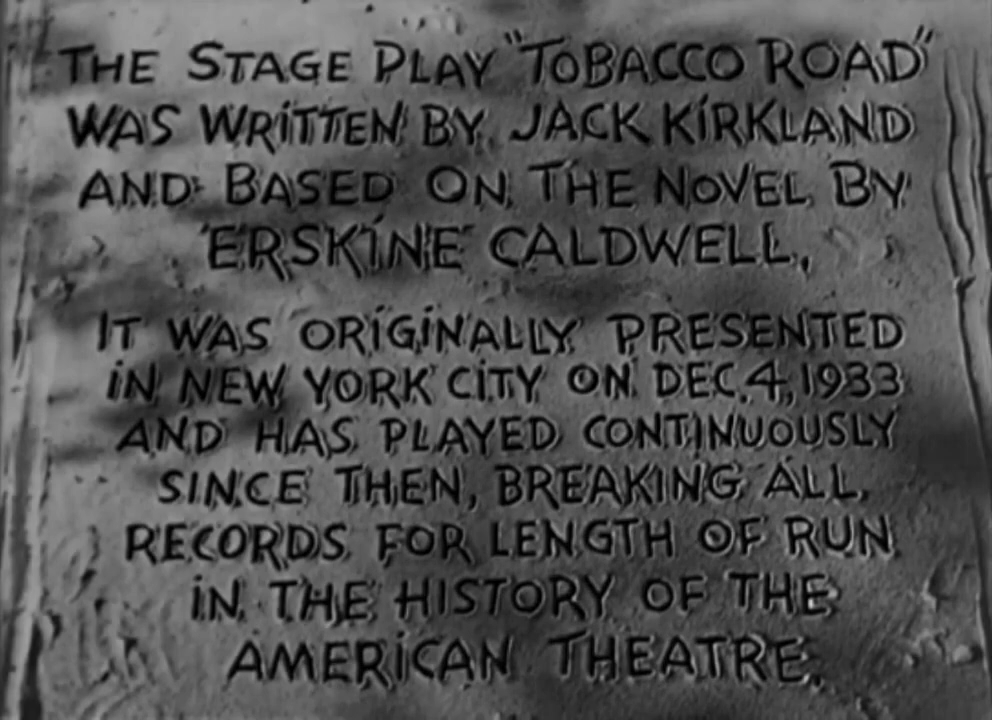 THE STAGE PLAY "TOBACCO ROAD"
WAS WRITTEN BY JACK KIRKLAND
AND BASED ON THE NOVEL BY
ERSKINE CALDWELL.
IT WAS ORIGINALLY PRESENTED
IN NEW YORK CITY ON DEC. 4, 1933
AND HAS PLAYED CONTINUOUSLY
SINCE THEN, BREAKING ALL
RECORDS FOR LENGTH OF RUN
IN THE HISTORY OF THE
AMERICAN THEATRE.